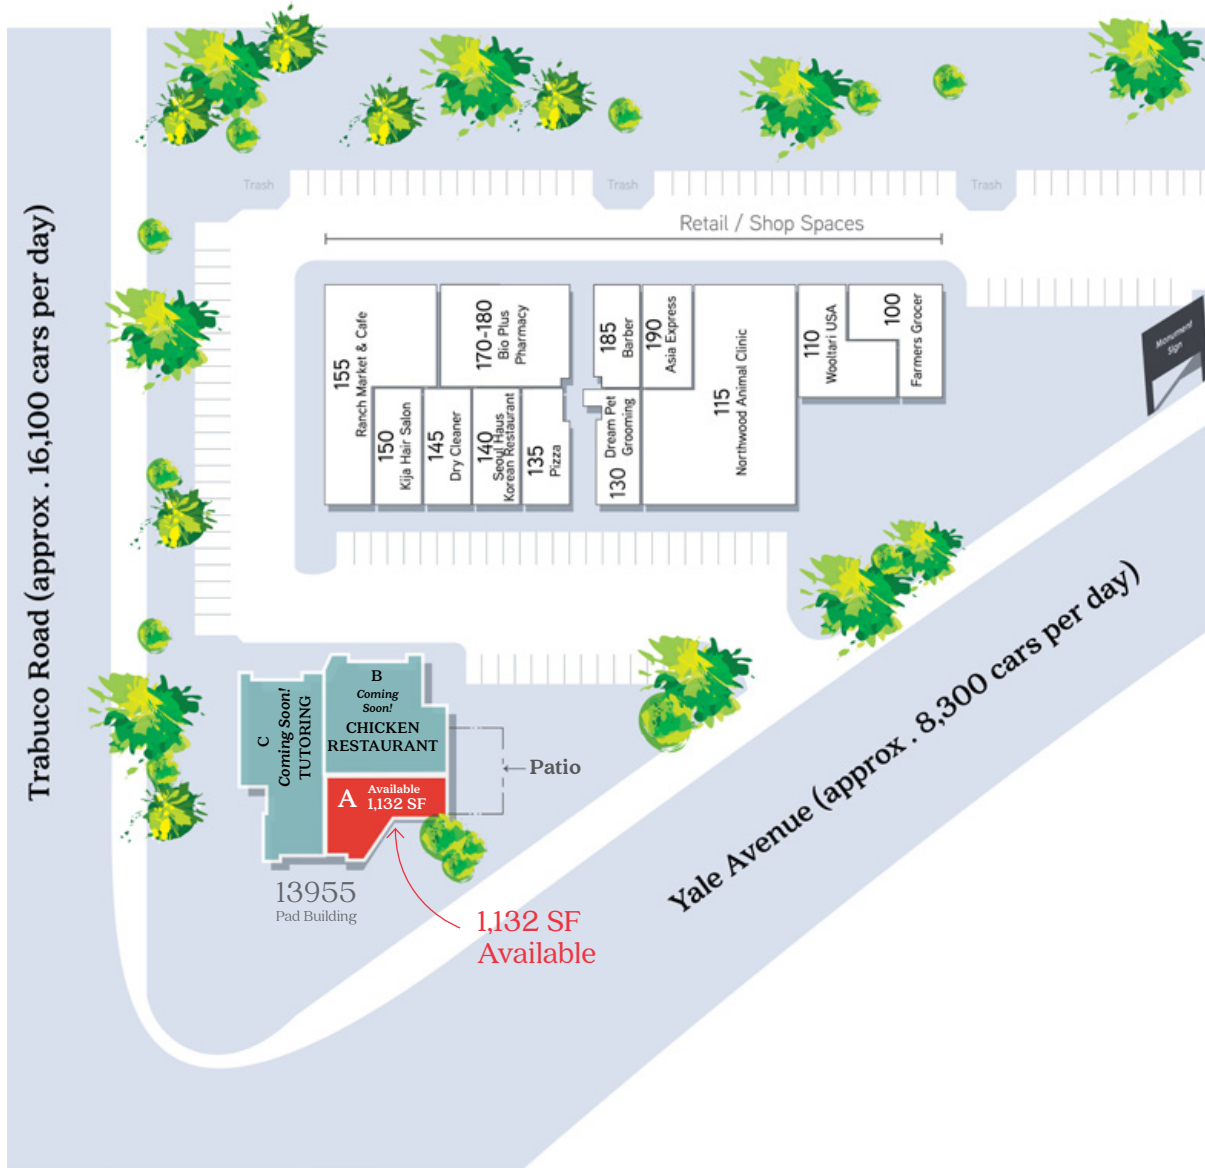 Trash
Trash
Trash
Retail / Shop Spaces
Trabuco Road (approx . 16,100 cars per day)
155
Ranch Market & Cafe
170-180
Bio Plus
Pharmacy
185
Barber
190
Asia Express
115
Northwood Animal Clinic
110
Wooltari USA
100
Farmers Grocer
Monument
Sign
150
Kija Hair Salon
145
Dry Cleaner
140
Seoul Haus
Korean Restaurant
135
Pizza
130
Dream Pet
Grooming
Yale Avenue (approx . 8,300 cars per day)
C
Coming Soon!
TUTORING
B
Coming
Soon!
CHICKEN
RESTAURANT
Patio
A
Available
1,132 SF
13955
Pad Building
1,132 SF
Available